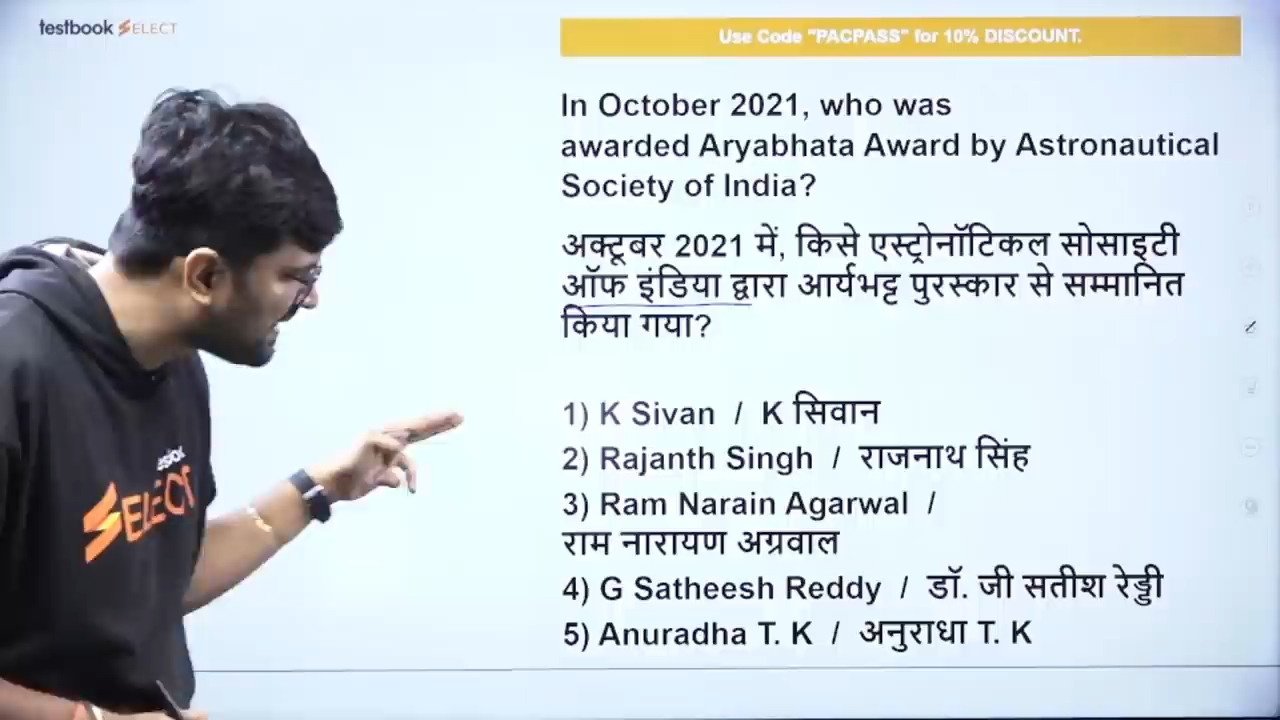 testbook SELECT
Use Code "PACPASS" for 10% DISCOUNT.
In October 2021, who was
awarded Aryabhata Award by Astronautical
Society of India?
अक्टूबर 2021 में, किसे एस्ट्रोनॉटिकल सोसाइटी
ऑफ इंडिया द्वारा आर्यभट्ट पुरस्कार से सम्मानित
किया गया?
1) K Sivan / K सिवान
2) Rajanth Singh / राजनाथ सिंह
3) Ram Narain Agarwal /
राम नारायण अग्रवाल
4) G Satheesh Reddy / डॉ. जी सतीश रेड्डी
5) Anuradha T. K / अनुराधा T. K
SELECT